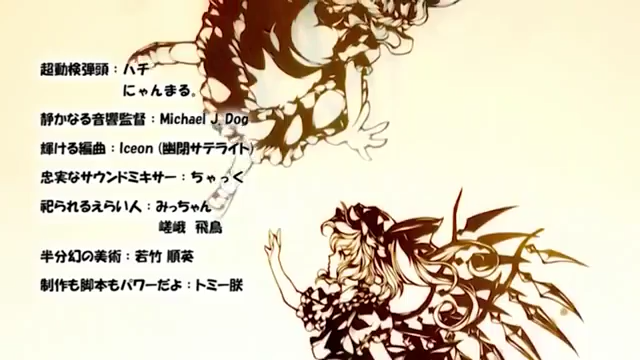 超動検弾頭：ハチ
にゃんまる。
静かなる音響監督：Michael J. Dog
輝ける編曲：Iceon (幽閉サテライト)
忠実なサウンドミキサー：ちゃっく
祀られるえらい人：みっちゃん
嵯峨 飛鳥
半分幻の美術：若竹 順英
制作も脚本もパワーだよ：トミー朕